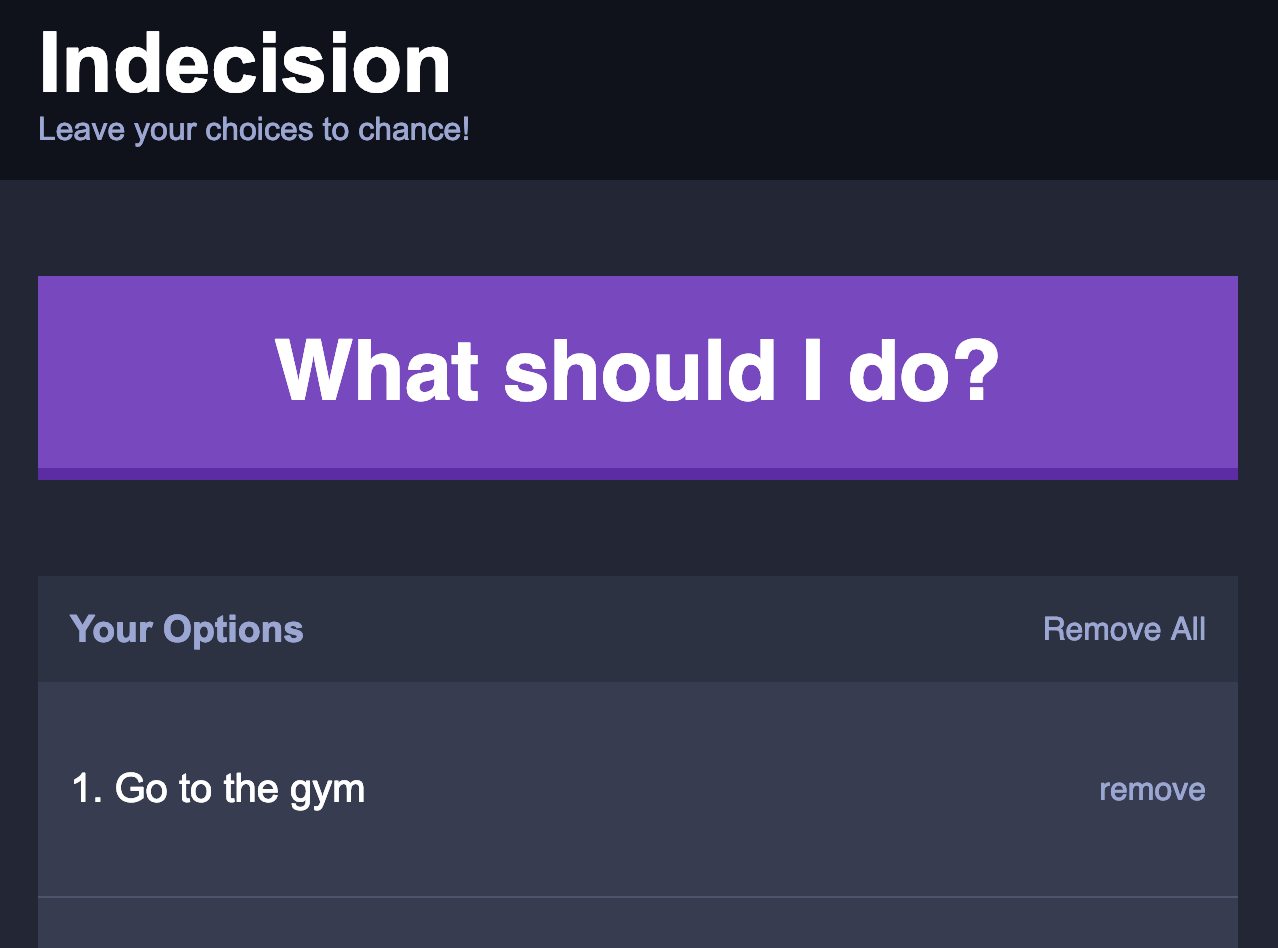 Indecision
Leave your choices to chance!
What should I do?
Your Options
Remove All
1. Go to the gym
remove